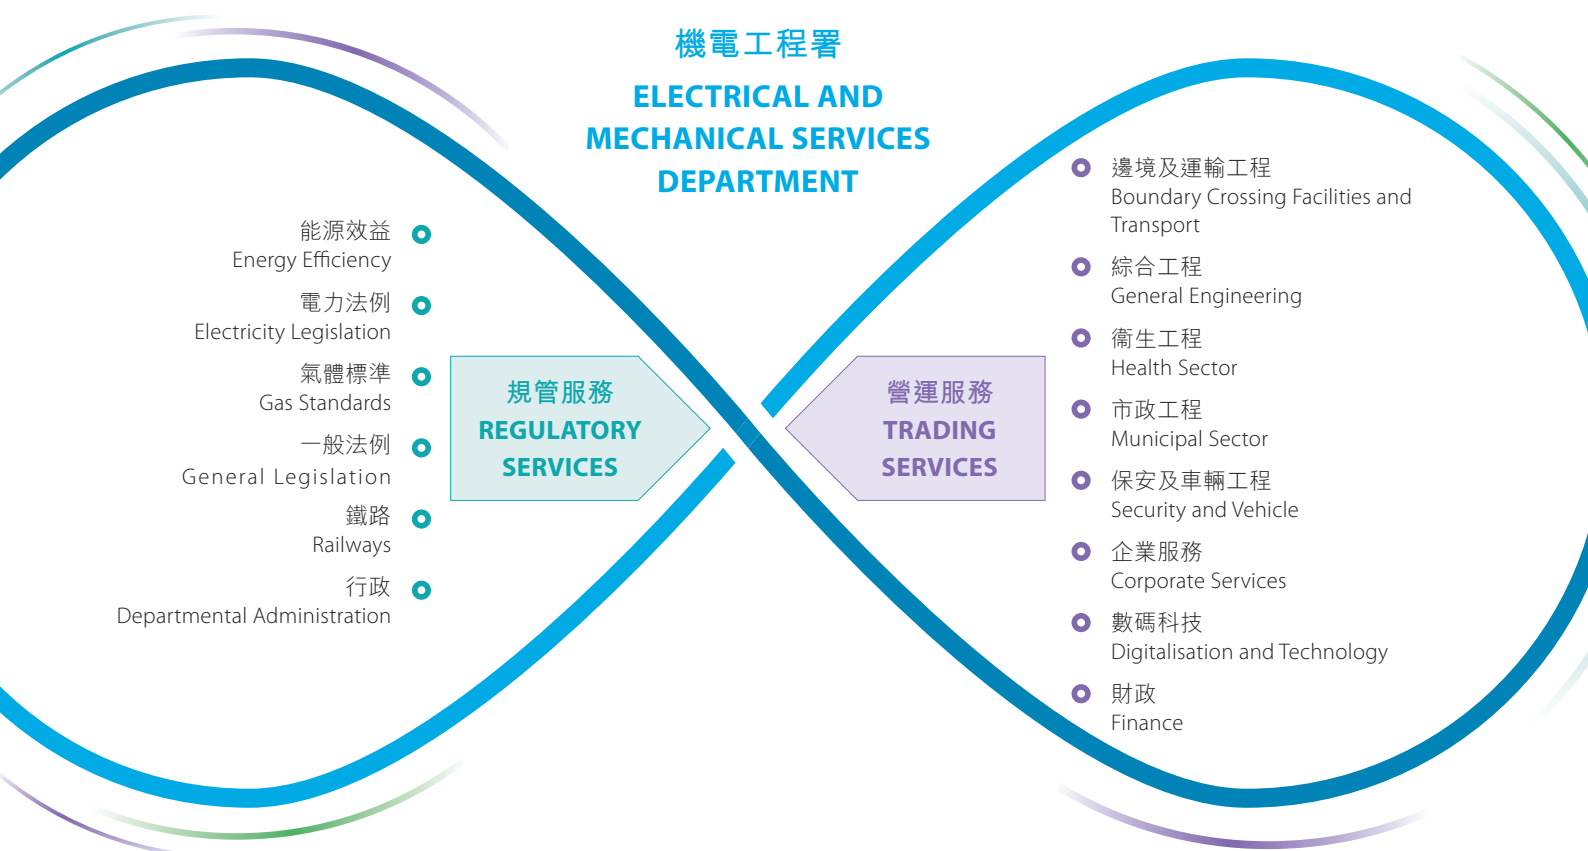 機電工程署
ELECTRICAL AND
MECHANICAL SERVICES
DEPARTMENT
能源效益
Energy Efficiency
電力法例
Electricity Legislation
氣體標準
Gas Standards
一般法例
General Legislation
鐵路
Railways
行政
Departmental Administration
規管服務
REGULATORY
SERVICES
營運服務
TRADING
SERVICES
邊境及運輸工程
Boundary Crossing Facilities and
Transport
綜合工程
General Engineering
衞生工程
Health Sector
市政工程
Municipal Sector
保安及車輛工程
Security and Vehicle
企業服務
Corporate Services
數碼科技
Digitalisation and Technology
財政
Finance